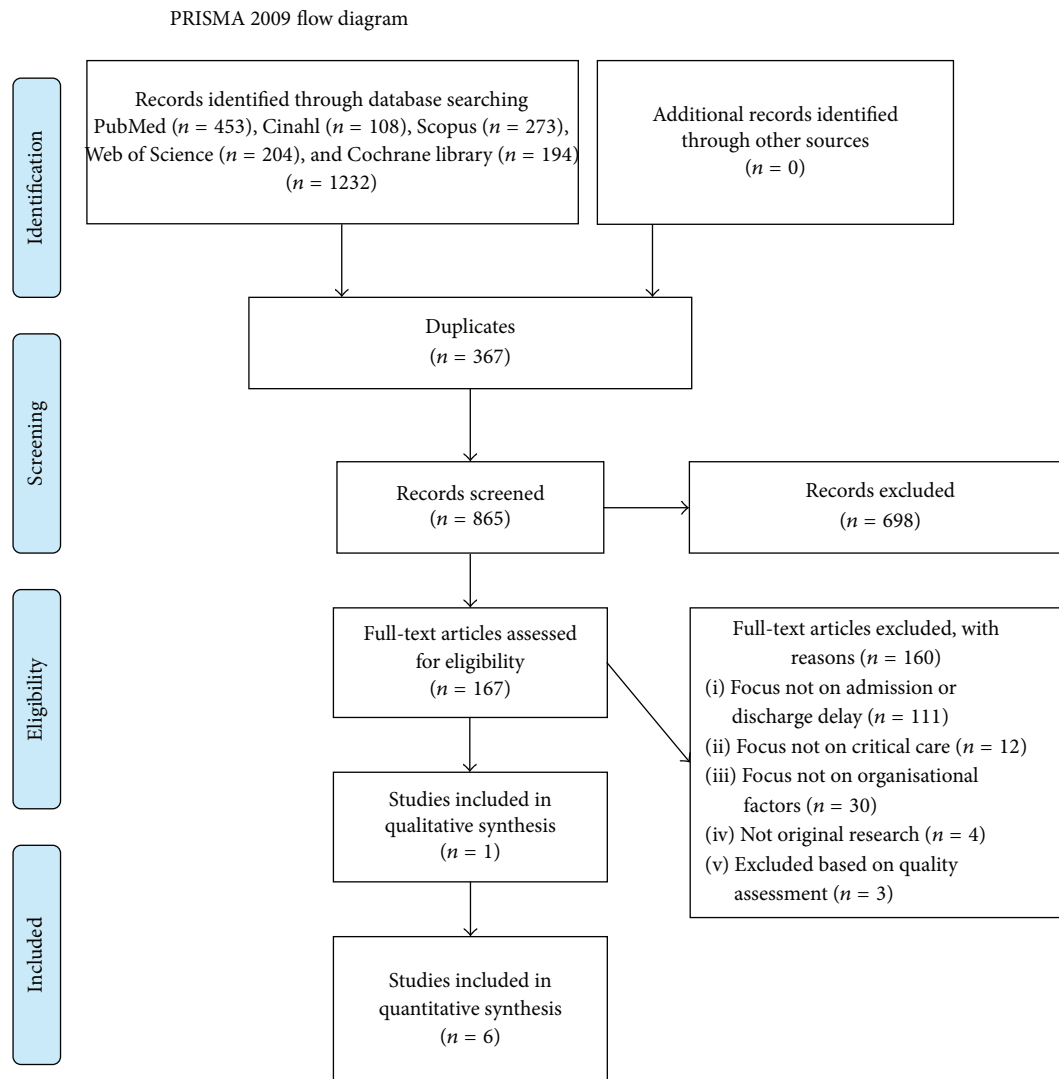 PRISMA 2009 flow diagram
Identification
Records identified through database searching
PubMed (n = 453), Cinahl (n = 108), Scopus (n = 273),
Web of Science (n = 204), and Cochrane library (n = 194)
(n = 1232)
Additional records identified
through other sources
(n = 0)
Duplicates
(n = 367)
Screening
Records screened
(n = 865)
Records excluded
(n = 698)
Eligibility
Full-text articles assessed
for eligibility
(n = 167)
Full-text articles excluded, with
reasons (n = 160)
(i) Focus not on admission or
discharge delay (n = 111)
(ii) Focus not on critical care (n = 12)
(iii) Focus not on organisational
factors (n = 30)
(iv) Not original research (n = 4)
(v) Excluded based on quality
assessment (n = 3)
Studies included in
qualitative synthesis
(n = 1)
Included
Studies included in
quantitative synthesis
(n = 6)